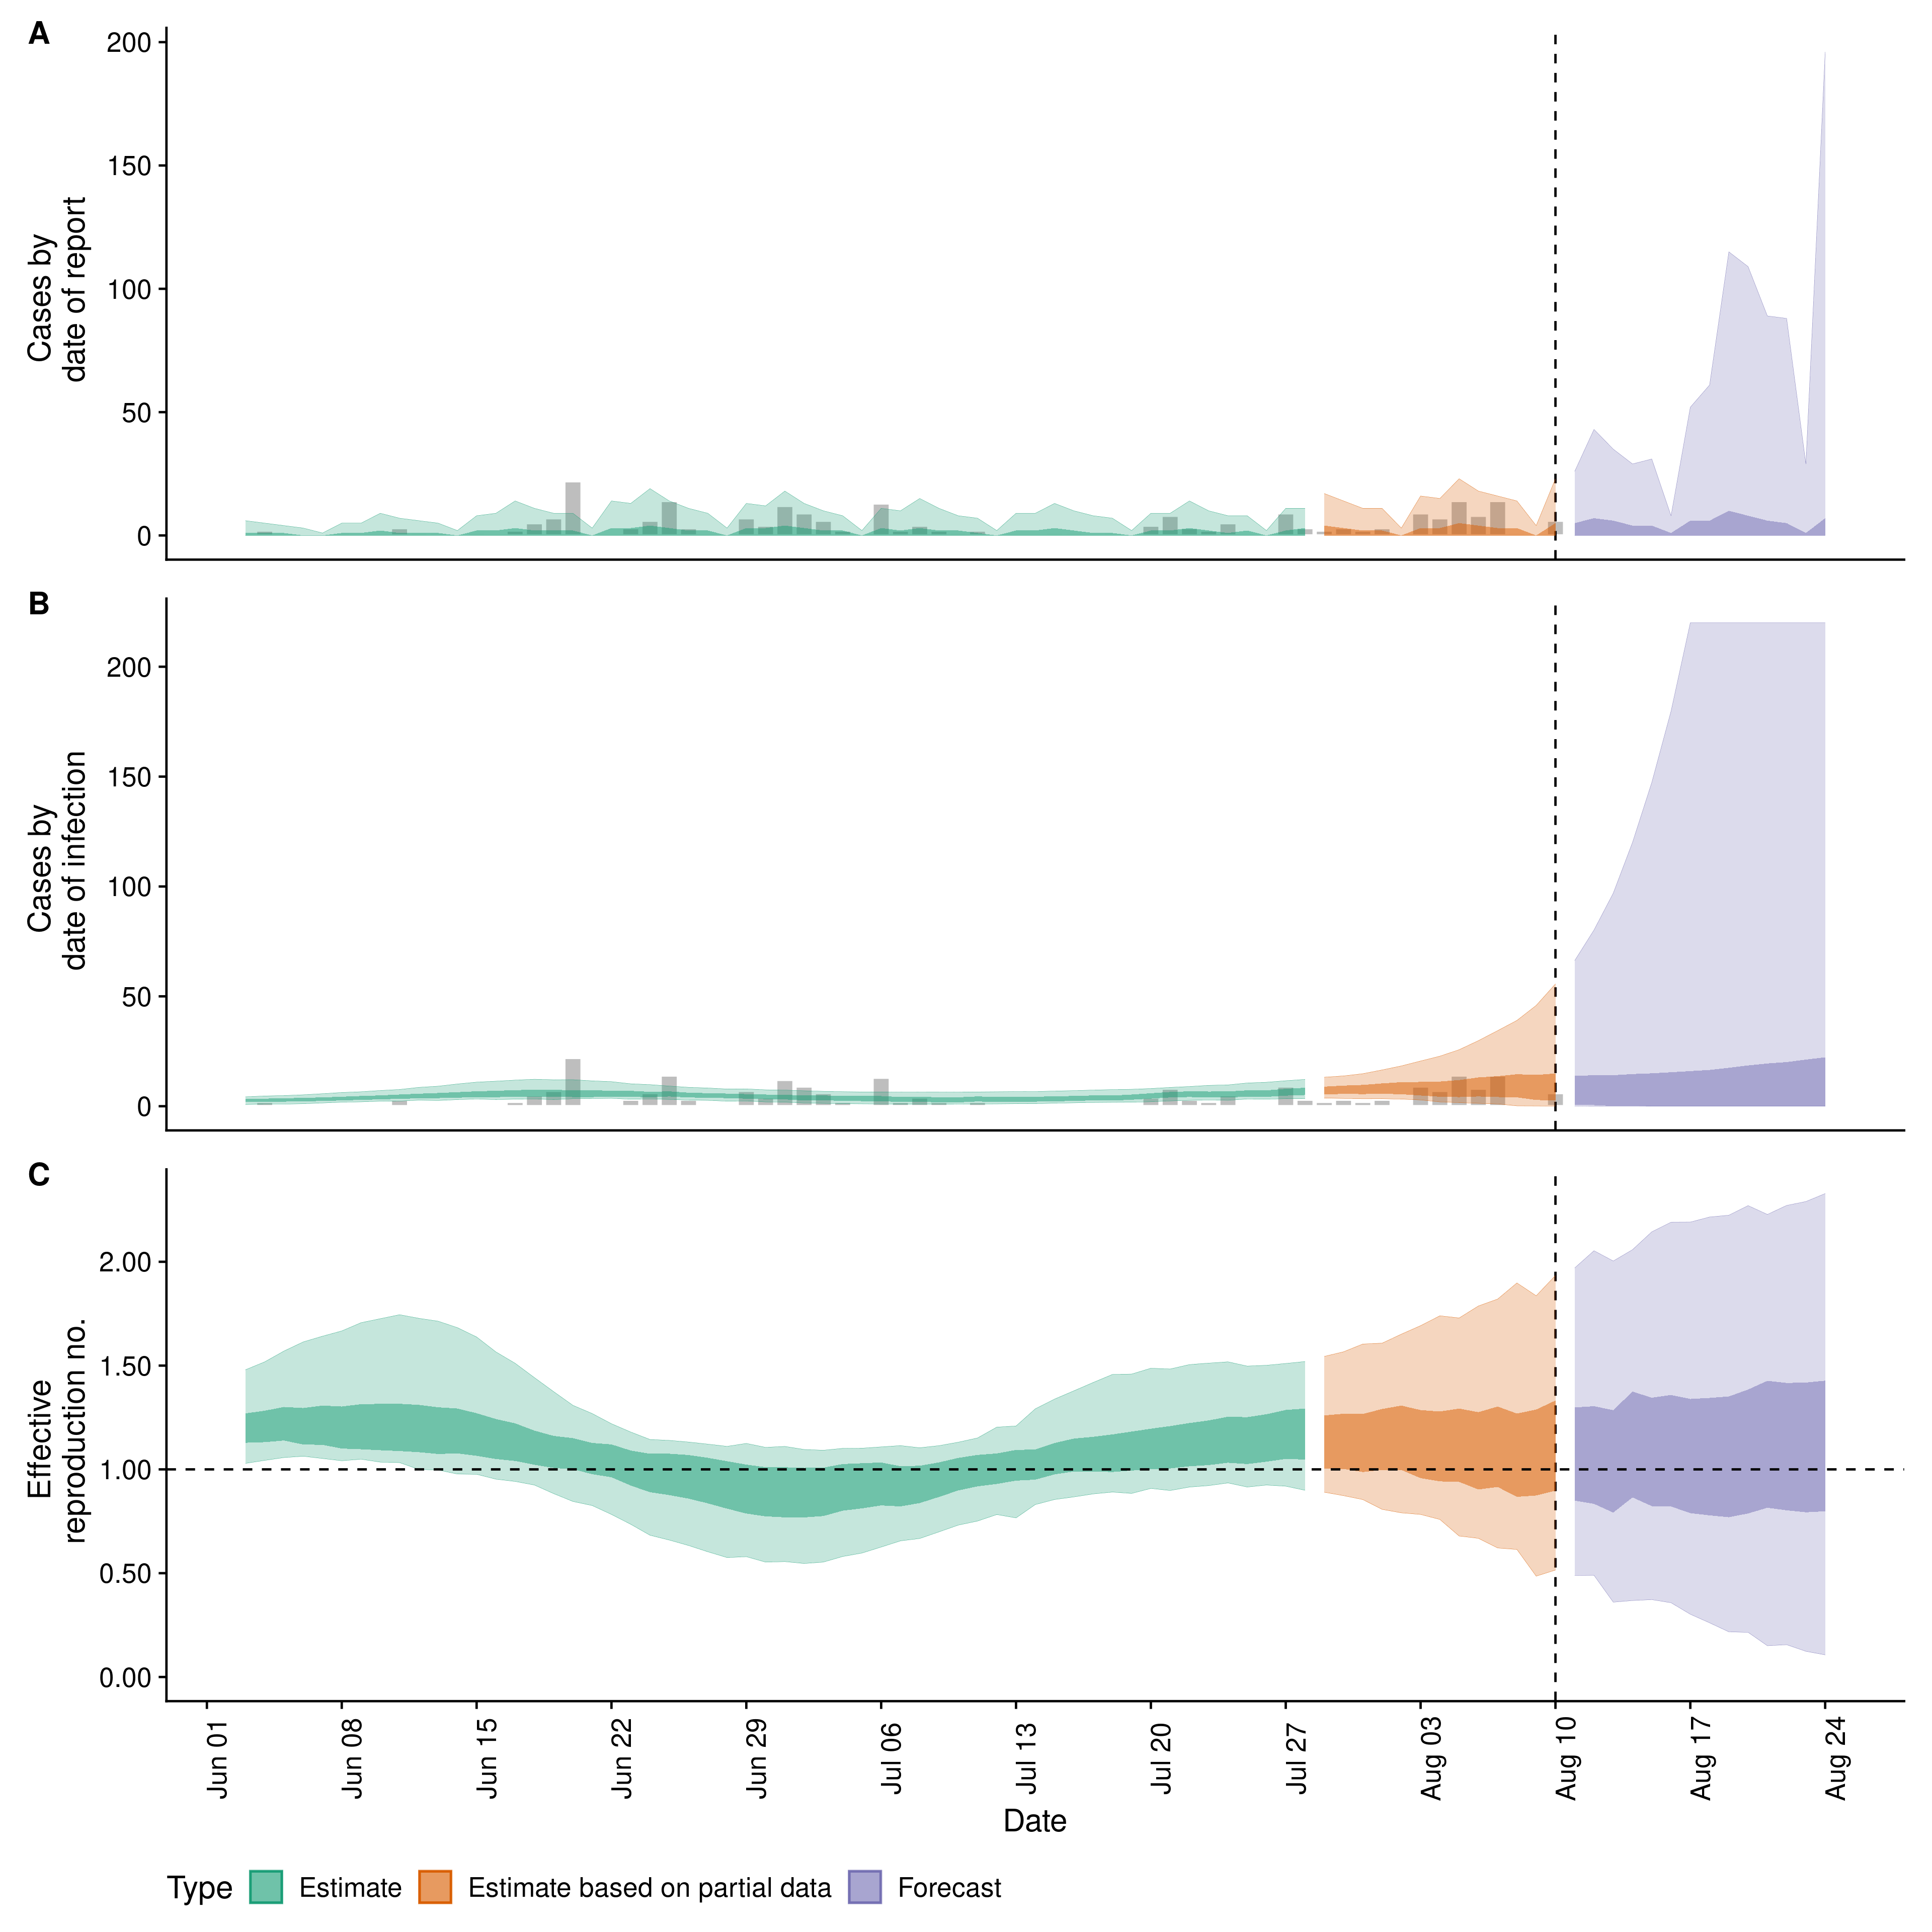 A
Cases by
date of report
200
150
100
50
0
B
Cases by
date of infection
200
150
100
50
0
C
Effective
reproduction no.
2.00
1.50
1.00
0.50
0.00
Jun 01
Jun 08
Jun 15
Jun 22
Jun 29
Jul 06
Jul 13
Jul 20
Jul 27
Aug 03
Aug 10
Aug 17
Aug 24
Date
Type Estimate Estimate based on partial data Forecast